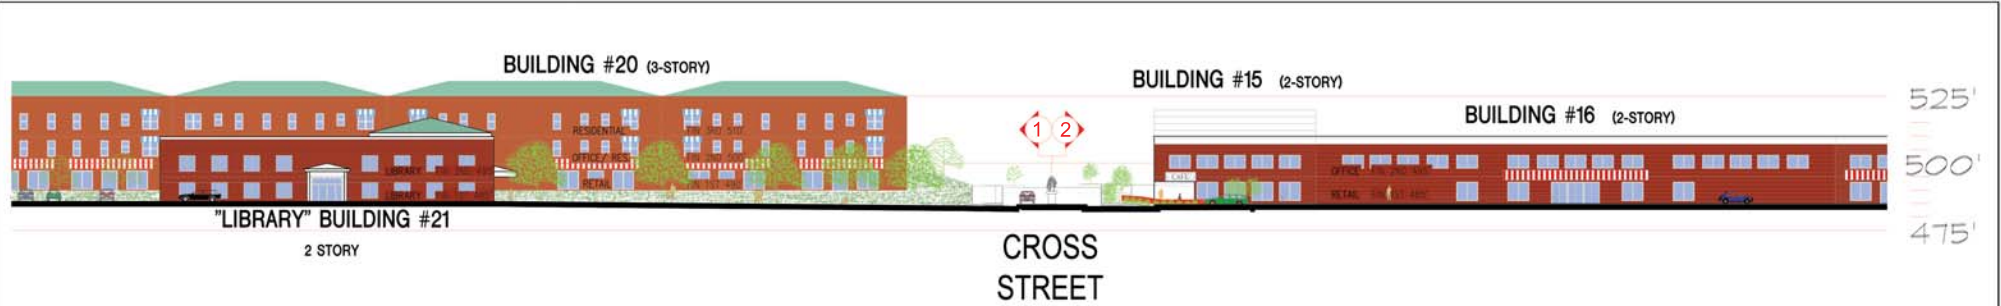 BUILDING #20 (3-STORY)
BUILDING #15 (2-STORY)
BUILDING #16 (2-STORY)
525'
500'
475'
1 2
RESIDENTIAL
OFFICE/ RES.
RETAIL
LIBRARY
LIBRARY
CAFE
OFFICE
RETAIL
"LIBRARY" BUILDING #21
2 STORY
CROSS
STREET